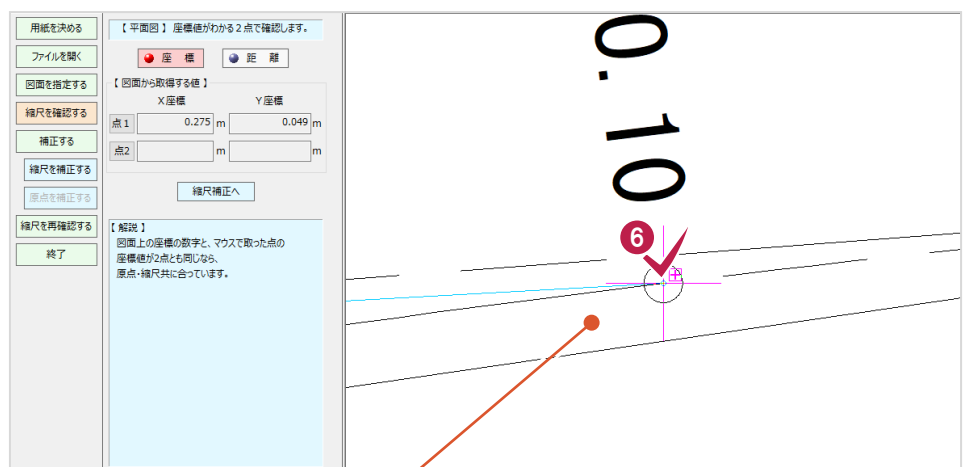 用紙を決める
ファイルを開く
図面を指定する
縮尺を確認する
補正する
縮尺を補正する
原点を補正する
縮尺を再確認する
終了
【 平面図 】 座標値がわかる2点で確認します。
座 標
距 離
【 図面から取得する値 】
X座標 Y座標
点1 0.275 m 0.049 m
点2 m m
縮尺補正へ
【 解説 】
図面上の座標の数字と、マウスで取った点の
座標値が2点とも同じなら、
原点・縮尺共に合っています。
0. 10
6